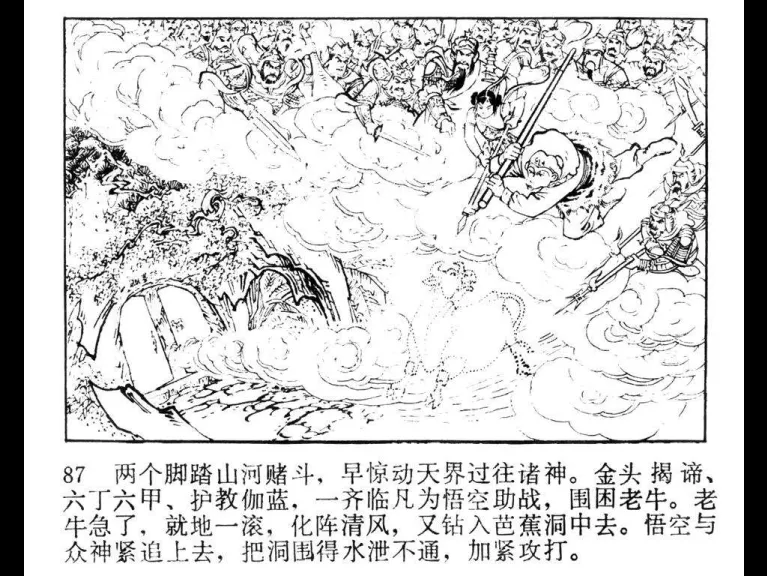 87 两个脚踏山河赌斗，早惊动天界过往诸神。金头揭谛、
六丁六甲、护教伽蓝，一齐临凡为悟空助战，围困老牛。老
牛急了，就地一滚，化阵清风，又钻入芭蕉洞中去。悟空与
众神紧追上去，把洞围得水泄不通，加紧攻打。